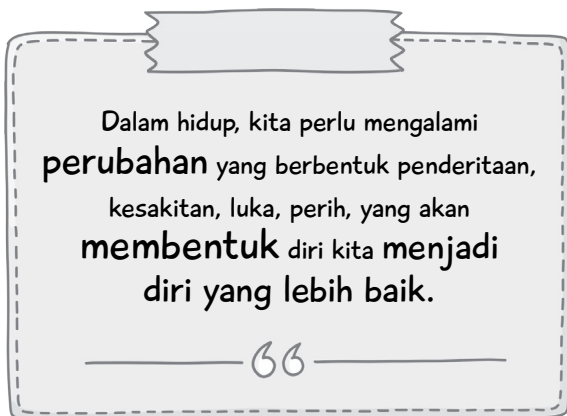 Dalam hidup, kita perlu mengalami
perubahan yang berbentuk penderitaan,
kesakitan, luka, perih, yang akan
membentuk diri kita menjadi
diri yang lebih baik.